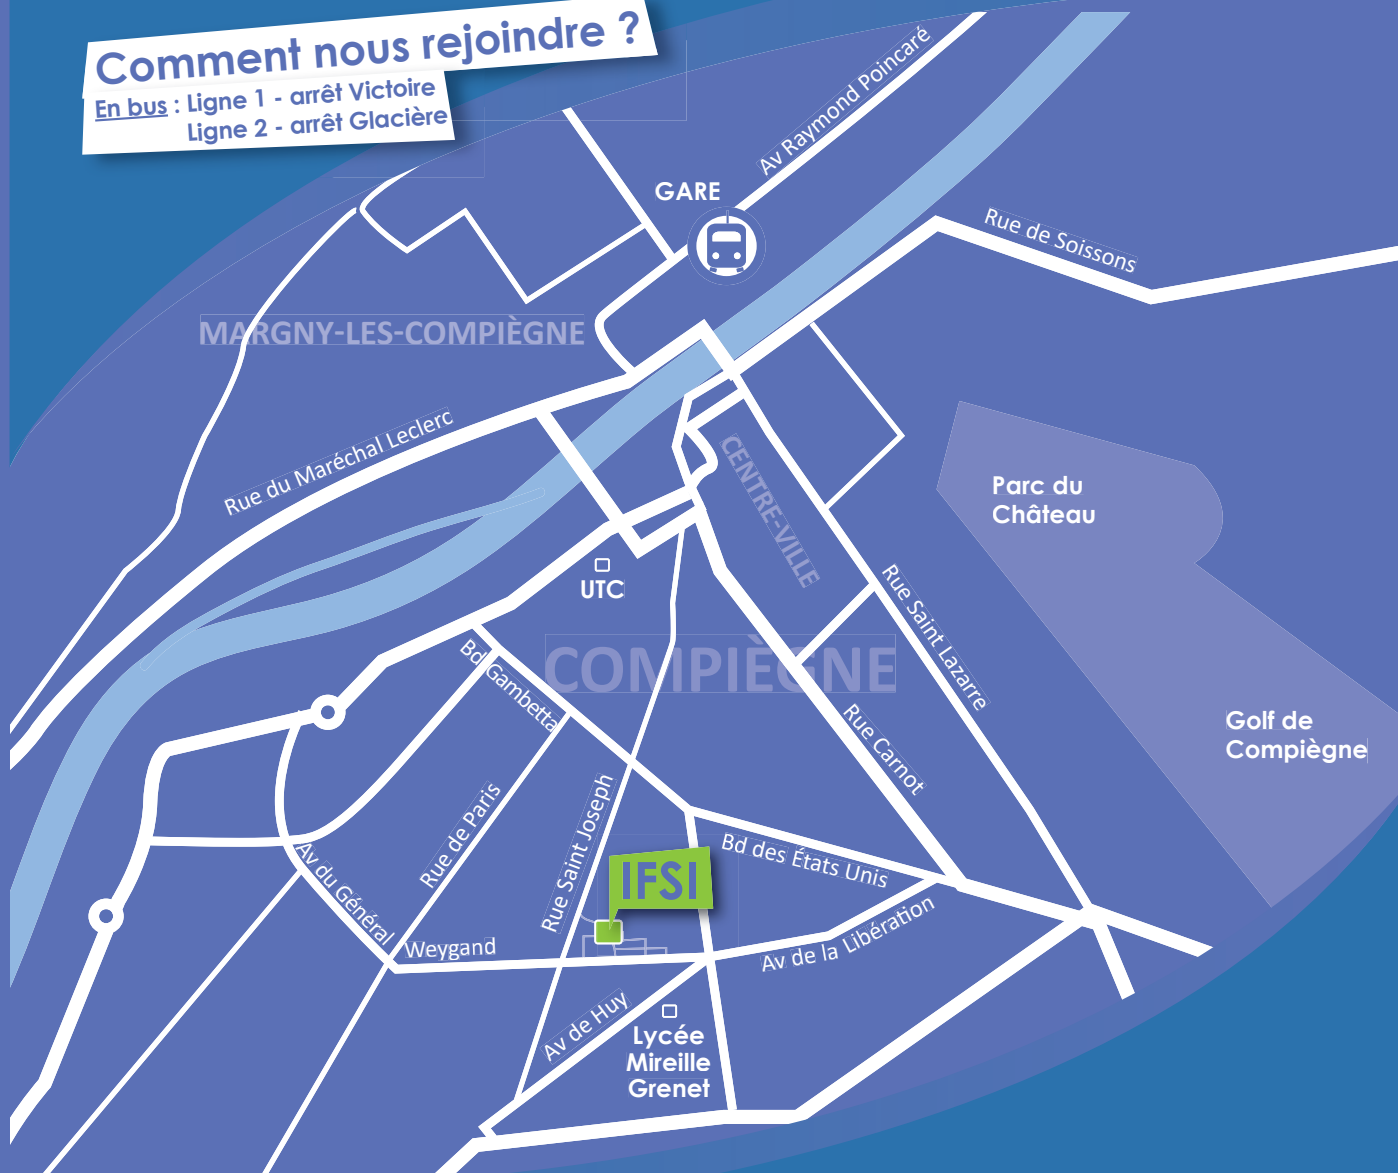 Comment nous rejoindre ?
En bus : Ligne 1 - arrêt Victoire
Ligne 2 - arrêt Glacière
Av Raymond Poincaré
GARE
Rue de Soissons
MARGNY-LES-COMPIÈGNE
Rue du Maréchal Leclerc
CENTRE-VILLE
Parc du
Château
UTC
Rue Saint Lazarre
COMPIÈGNE
Bd Gambetta
Rue Carnot
Golf de
Compiègne
Rue de Paris
Rue Saint Joseph
Bd des États Unis
IFSI
Av du Général
Weygand
Av de la Libération
Av de Huy
Lycée
Mireille
Grenet